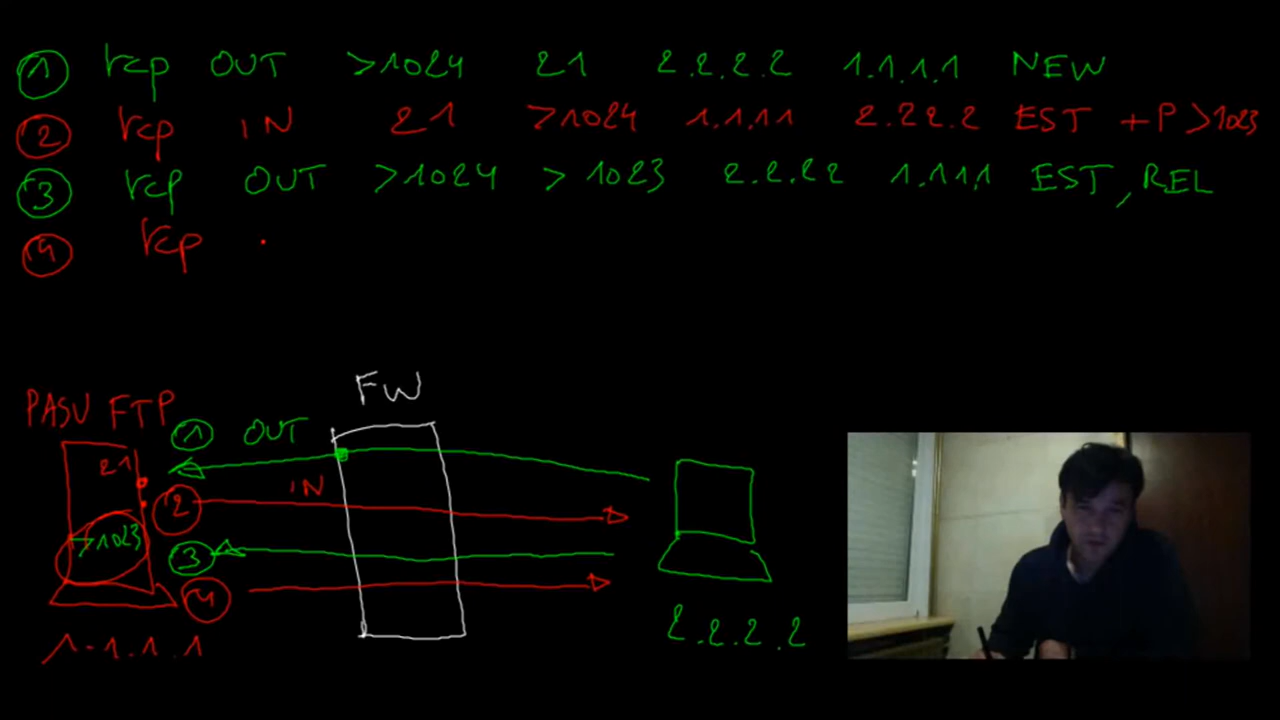 1 tcp OUT >1024 21 2.2.2.2 1.1.1.1 NEW
2 tcp IN 21 >1024 1.1.1.1 2.2.2.2 EST +P >1023
3 tcp OUT >1024 >1023 2.2.2.2 1.1.1.1 EST, REL
4 tcp
FW
PASV FTP
1 OUT
21
IN
2
>1023
3
4
1.1.1.1
2.2.2.2